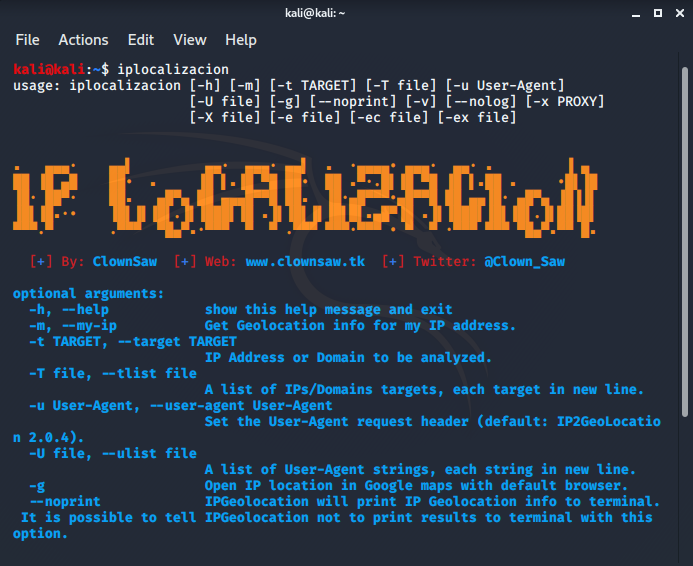 kali@kali: ~
File Actions Edit View Help
kali@kali:~$ iplocalizacion
usage: iplocalizacion [-h] [-m] [-t TARGET] [-T file] [-u User-Agent]
[-U file] [-g] [--noprint] [-v] [--nolog] [-x PROXY]
[-X file] [-e file] [-ec file] [-ex file]
IP LoCALIZACIoN
[+] By: ClownSaw [+] Web: www.clownsaw.tk [+] Twitter: @Clown_Saw
optional arguments:
-h, --help show this help message and exit
-m, --my-ip Get Geolocation info for my IP address.
-t TARGET, --target TARGET
IP Address or Domain to be analyzed.
-T file, --tlist file
A list of IPs/Domains targets, each target in new line.
-u User-Agent, --user-agent User-Agent
Set the User-Agent request header (default: IP2GeoLocatio
n 2.0.4).
-U file, --ulist file
A list of User-Agent strings, each string in new line.
-g Open IP location in Google maps with default browser.
--noprint IPGeolocation will print IP Geolocation info to terminal.
It is possible to tell IPGeolocation not to print results to terminal with this
option.